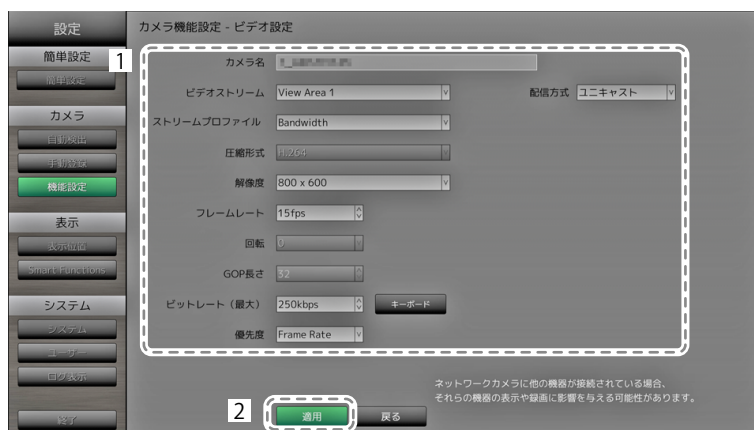 設定
カメラ機能設定 - ビデオ設定
簡単設定
簡単設定
カメラ
自動検出
手動登録
機能設定
表示
表示位置
Smart Functions
システム
システム
ユーザー
ログ表示
終了
1
カメラ名
ビデオストリーム View Area 1 配信方式 ユニキャスト
ストリームプロファイル Bandwidth
圧縮形式 H.264
解像度 800 x 600
フレームレート 15fps
回転 0
GOP長さ 32
ビットレート（最大） 250kbps キーボード
優先度 Frame Rate
ネットワークカメラに他の機器が接続されている場合、
それらの機器の表示や録画に影響を与える可能性があります。
2
適用 戻る